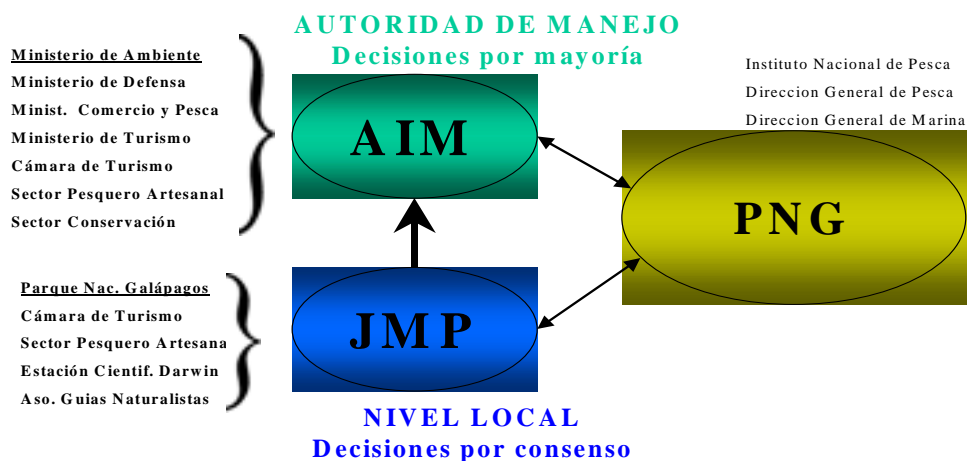 AUTORIDAD DE MANEJO
Decisiones por mayoría
Ministerio de Ambiente
Ministerio de Defensa
Minist. Comercio y Pesca
Ministerio de Turismo
Cámara de Turismo
Sector Pesquero Artesanal
Sector Conservación
AIM
Instituto Nacional de Pesca
Direccion General de Pesca
Direccion General de Marina
PNG
Parque Nac. Galápagos
Cámara de Turismo
Sector Pesquero Artesana
Estación Cientif. Darwin
Aso. Guias Naturalistas
JMP
NIVEL LOCAL
Decisiones por consenso